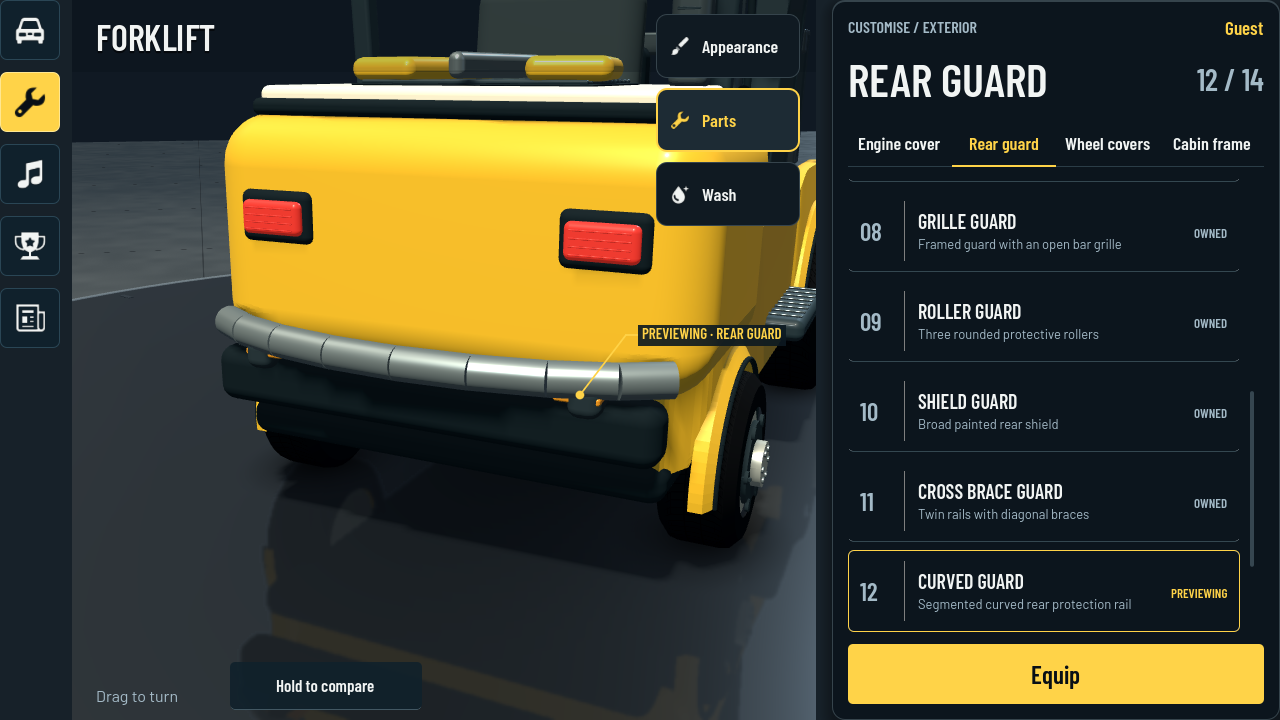 FORKLIFT
Appearance
Parts
Wash
PREVIEWING · REAR GUARD
Drag to turn
Hold to compare
CUSTOMISE / EXTERIOR
Guest
REAR GUARD
12 / 14
Engine cover
Rear guard
Wheel covers
Cabin frame
08
GRILLE GUARD
Framed guard with an open bar grille
OWNED
09
ROLLER GUARD
Three rounded protective rollers
OWNED
10
SHIELD GUARD
Broad painted rear shield
OWNED
11
CROSS BRACE GUARD
Twin rails with diagonal braces
OWNED
12
CURVED GUARD
Segmented curved rear protection rail
PREVIEWING
Equip